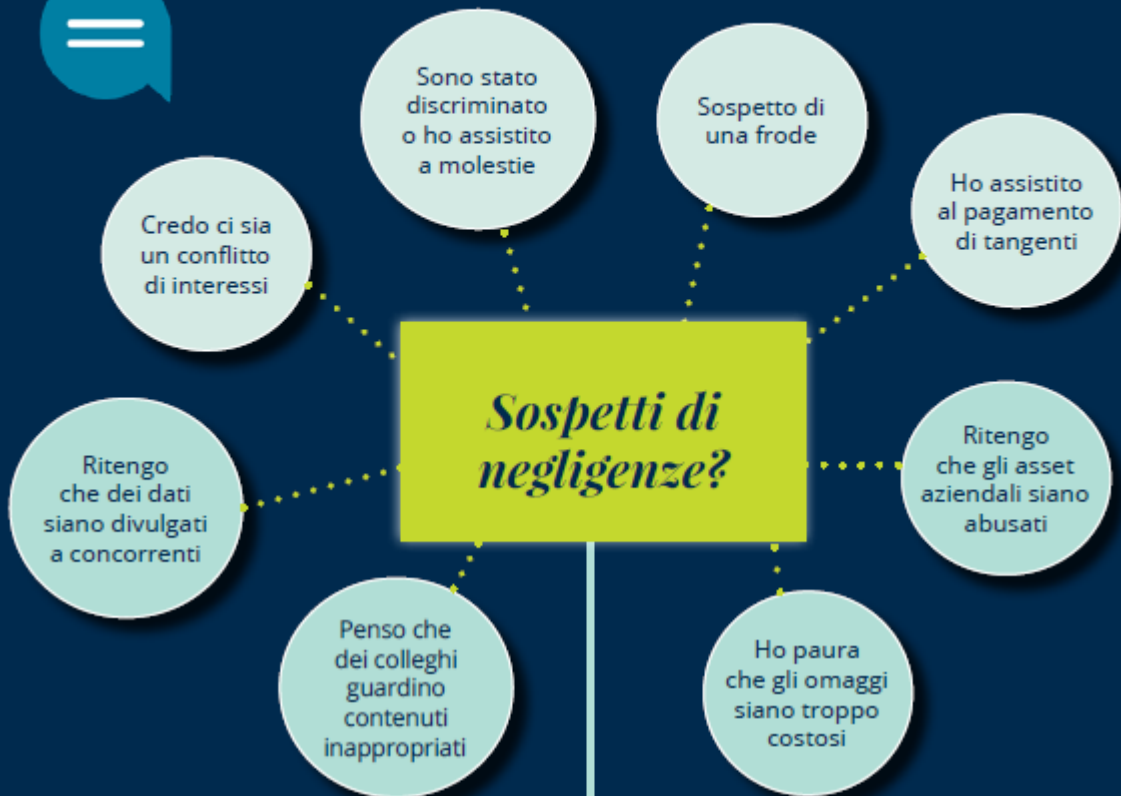 Sono stato
discriminato
o ho assistito
a molestie
Sospetto di
una frode
Ho assistito
al pagamento
di tangenti
Credo ci sia
un conflitto
di interessi
Sospetti di
negligenze?
Ritengo
che gli asset
aziendali siano
abusati
Ritengo
che dei dati
siano divulgati
a concorrenti
Penso che
dei colleghi
guardino
contenuti
inappropriati
Ho paura
che gli omaggi
siano troppo
costosi